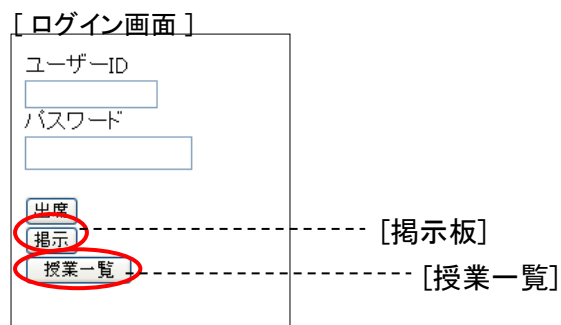 [ ログイン画面 ]
ユーザーID
パスワード
出席
掲示
[掲示板]
授業一覧
[授業一覧]